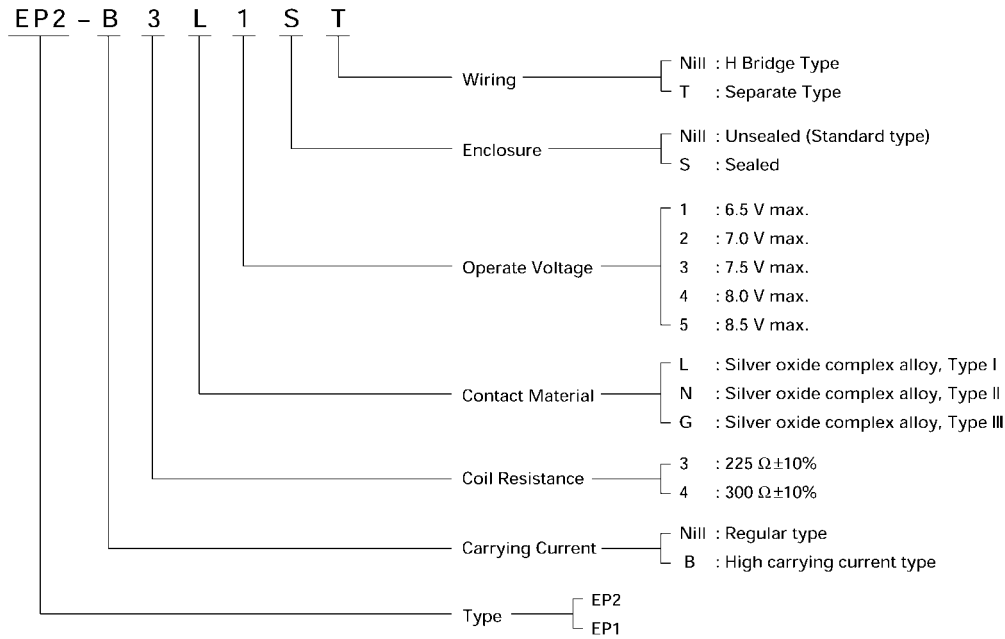 EP2 – B 3 L 1 S T
Wiring
Nill : H Bridge Type
T : Separate Type
Enclosure
Nill : Unsealed (Standard type)
S : Sealed
Operate Voltage
1 : 6.5 V max.
2 : 7.0 V max.
3 : 7.5 V max.
4 : 8.0 V max.
5 : 8.5 V max.
Contact Material
L : Silver oxide complex alloy, Type Ⅰ
N : Silver oxide complex alloy, Type Ⅱ
G : Silver oxide complex alloy, Type Ⅲ
Coil Resistance
3 : 225 Ω±10%
4 : 300 Ω±10%
Carrying Current
Nill : Regular type
B : High carrying current type
Type
EP2
EP1